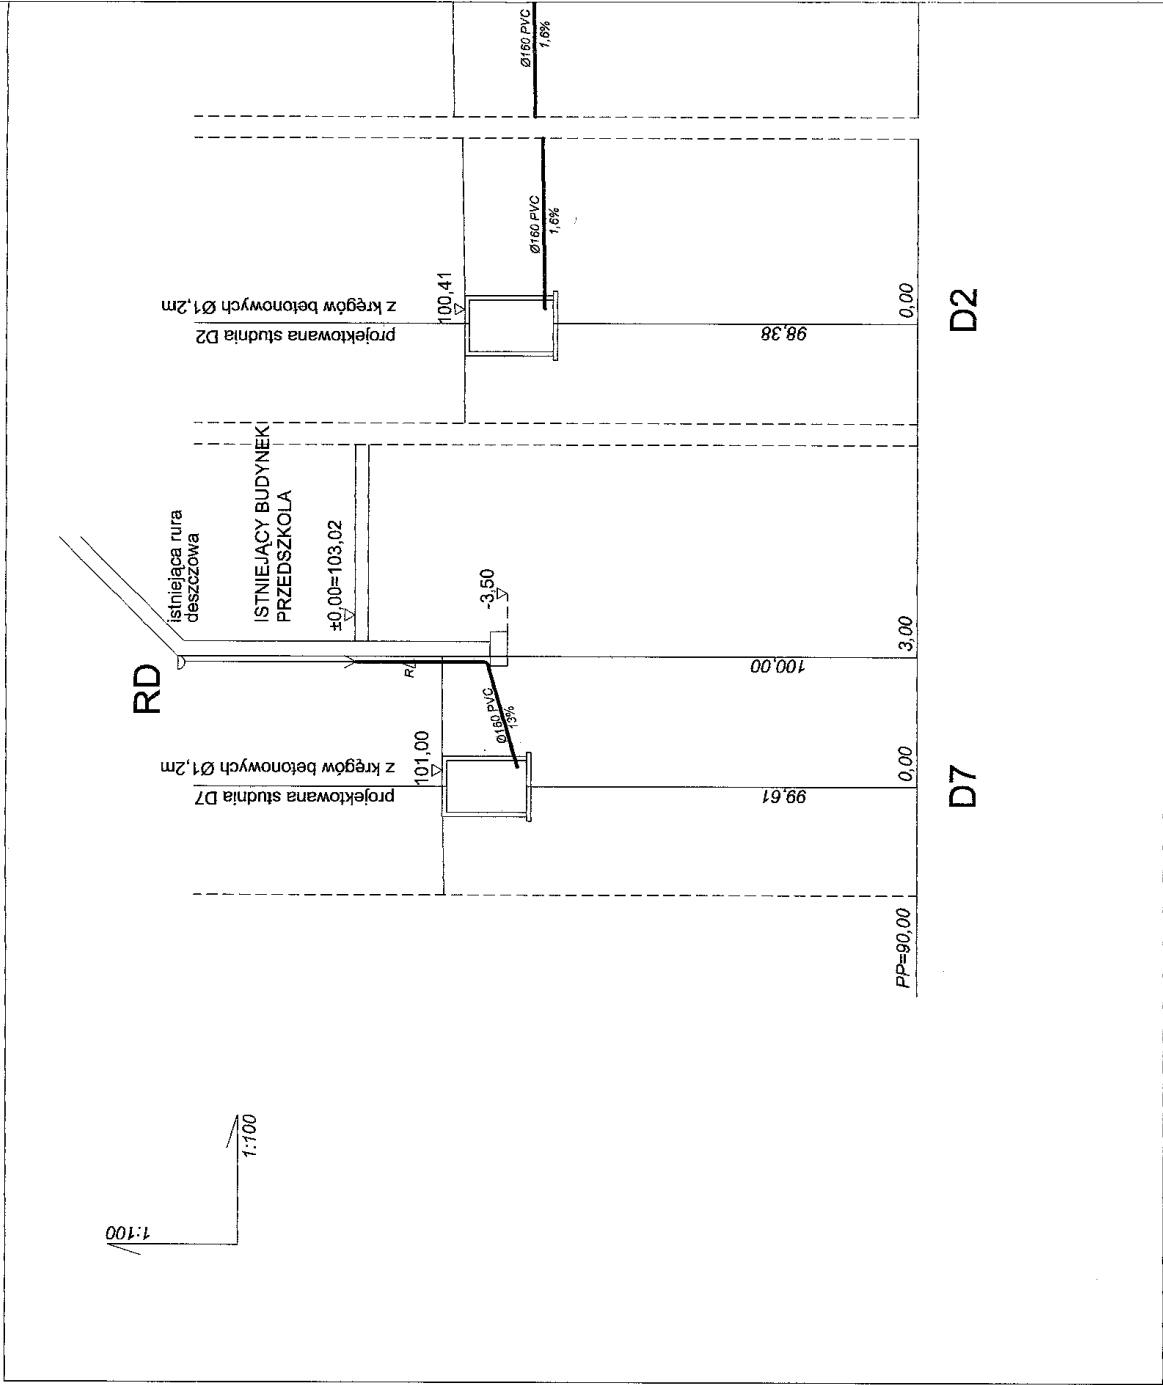 1:100
1:100
PP=90,00
projektowana studnia D7
z kręgów betonowych Ø1,2m
101,00
99,61
0,00
D7
RD
istniejąca rura
deszczowa
ISTNIEJĄCY BUDYNEK
PRZEDSZKOLA
±0,00=103,02
-3,50
Ø160 PVC
13%
100,00
3,00
projektowana studnia D2
z kręgów betonowych Ø1,2m
100,41
98,38
0,00
D2
Ø160 PVC
1,6%
Ø160 PVC
1,6%